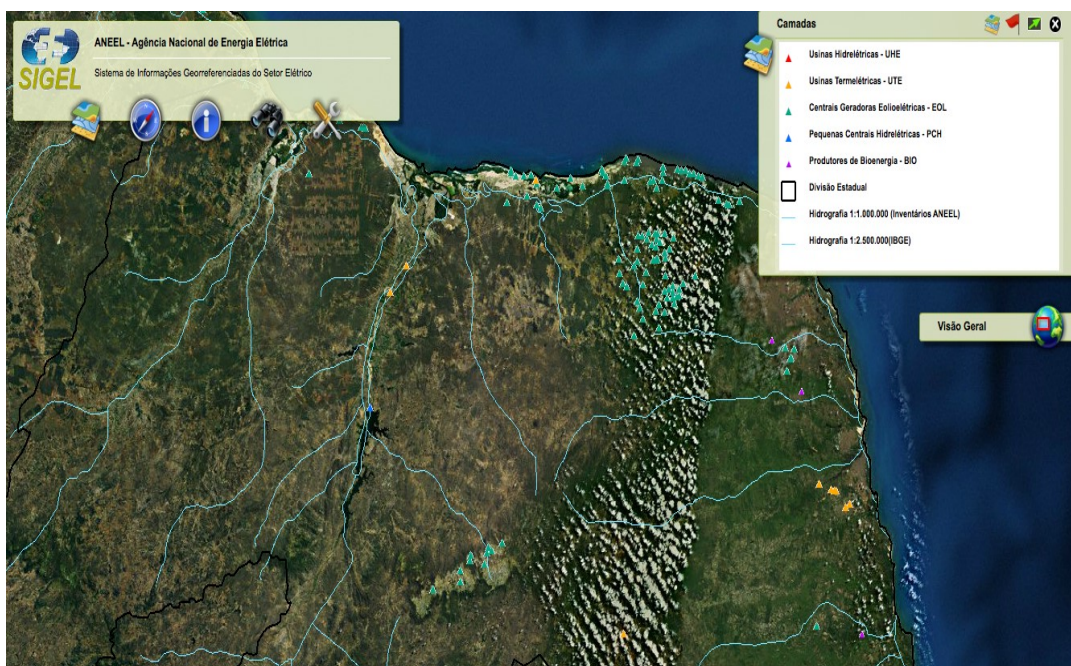 SIGEL
ANEEL - Agência Nacional de Energia Elétrica
Sistema de Informações Georreferenciadas do Setor Elétrico
Camadas
Usinas Hidrelétricas - UHE
Usinas Termelétricas - UTE
Centrais Geradoras Eolioelétricas - EOL
Pequenas Centrais Hidrelétricas - PCH
Produtores de Bioenergia - BIO
Divisão Estadual
Hidrografia 1:1.000.000 (Inventários ANEEL)
Hidrografia 1:2.500.000(IBGE)
Visão Geral